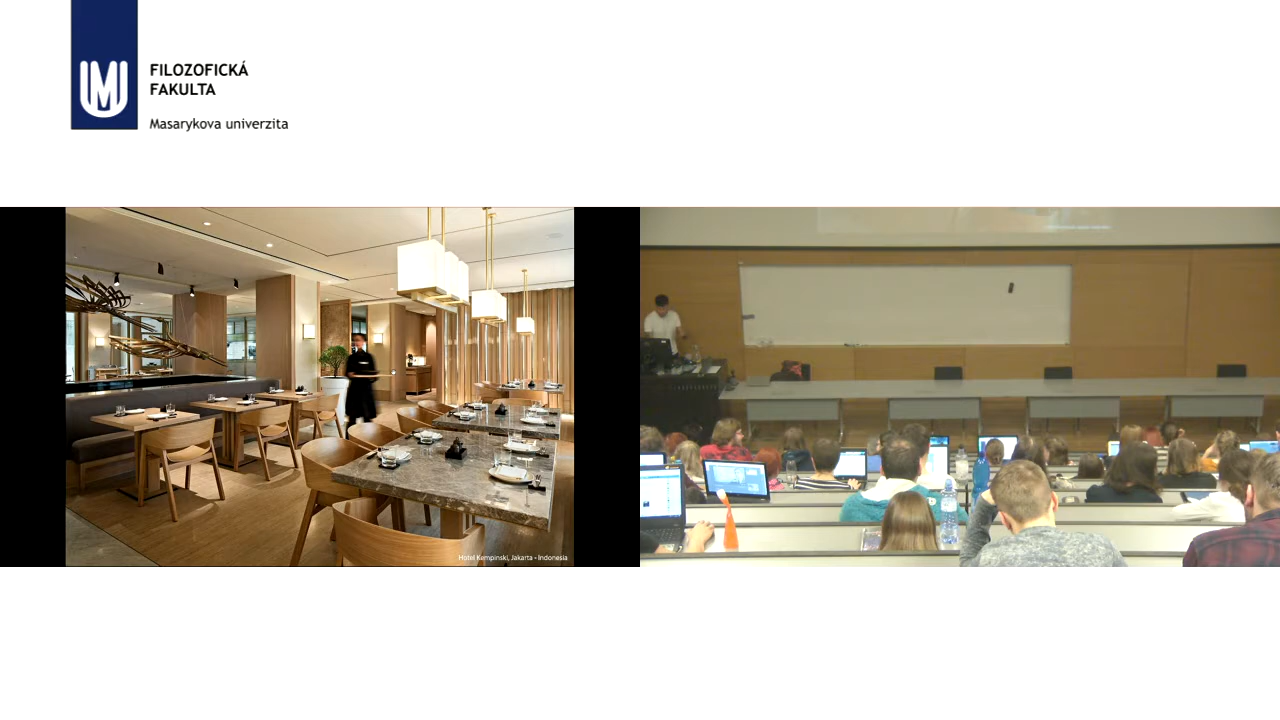 FILOZOFICKÁ
FAKULTA
Masarykova univerzita
Hotel Kempinski, Jakarta - Indonesia